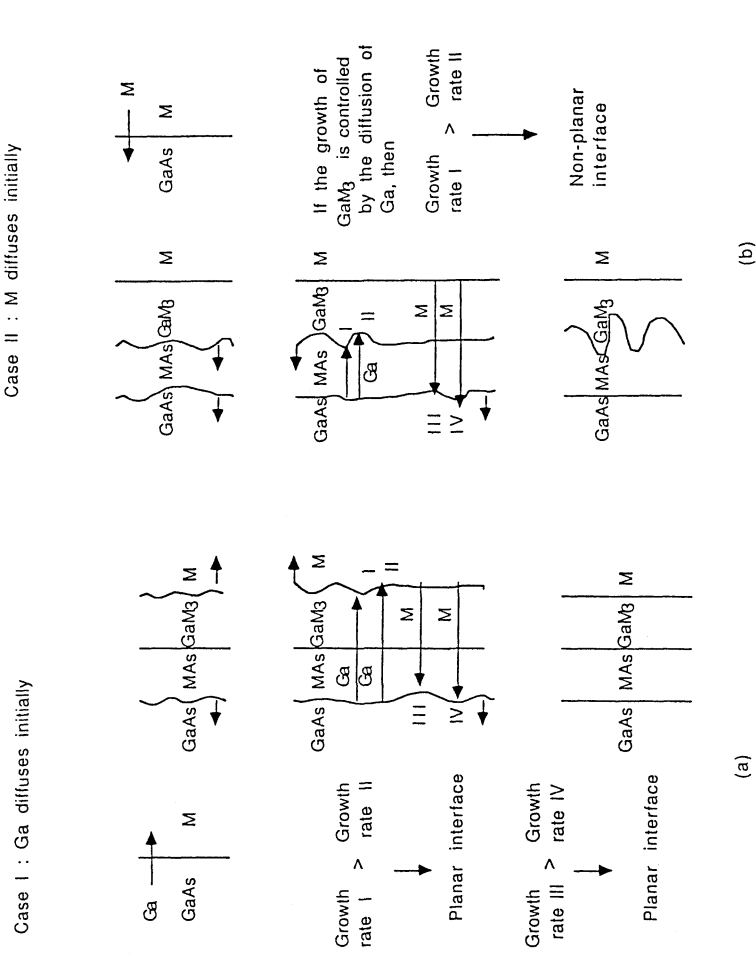 Case I : Ga diffuses initially
Ga
GaAs M
GaAs MAs GaM3 M
Growth Growth
rate I > rate II
Planar interface
GaAs MAs GaM3 M
Ga
Ga
I
II
M
M
III
IV
Growth Growth
rate III > rate IV
Planar interface
GaAs MAs GaM3 M
(a)
Case II : M diffuses initially
M
GaAs M
GaAs MAs GaM3 M
GaAs MAs GaM3 M
I
II
Ga
M
M
III
IV
If the growth of
GaM3 is controlled
by the diffusion of
Ga, then
Growth Growth
rate I > rate II
Non-planar
interface
GaAs MAs GaM3 M
(b)